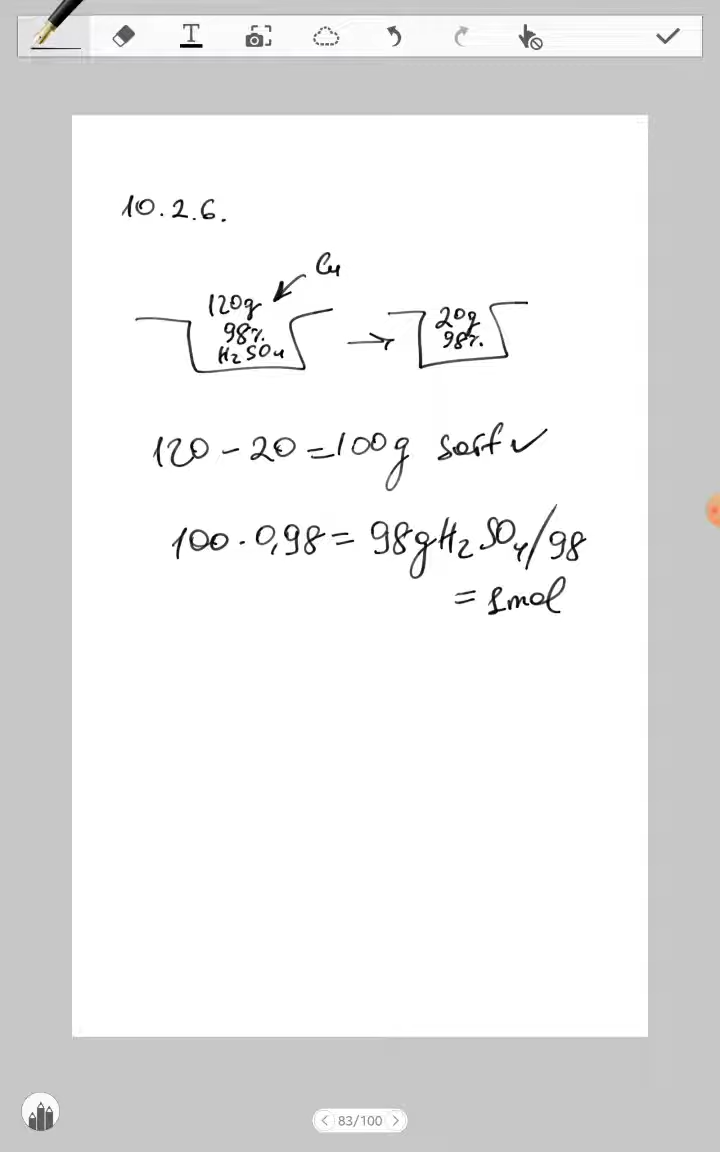 T
10.2.6.
Cu
120g
98%
H2SO4
→
20g
98%.
120 - 20 = 100g sarf ✓
100 · 0,98 = 98g H2SO4/98
= 1mol
83/100